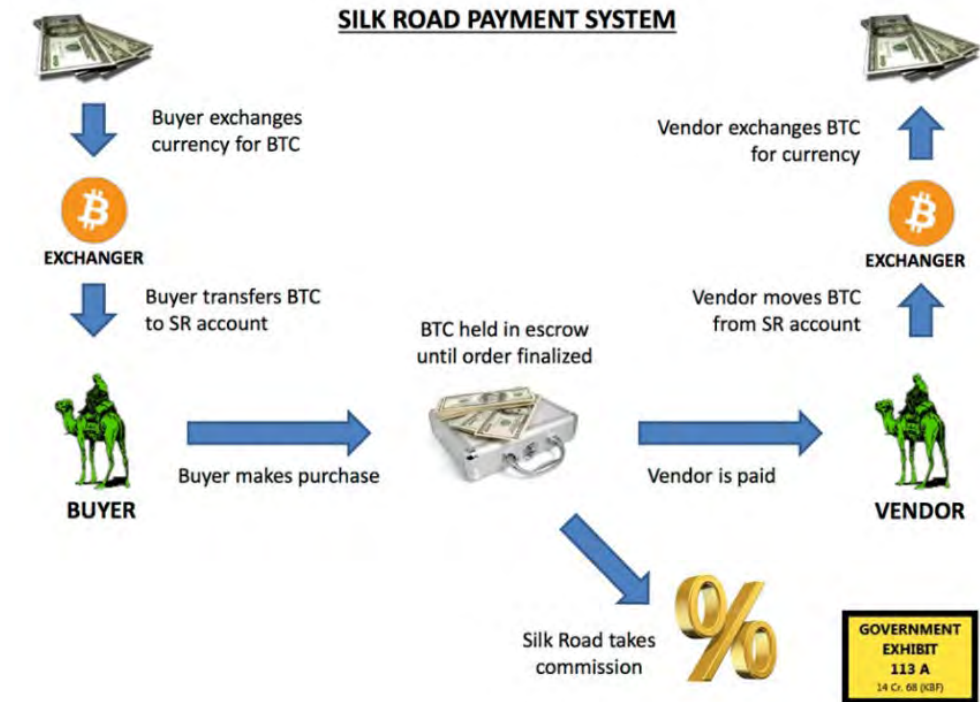 SILK ROAD PAYMENT SYSTEM
Buyer exchanges
currency for BTC
EXCHANGER
Buyer transfers BTC
to SR account
BUYER
Buyer makes purchase
BTC held in escrow
until order finalized
Vendor is paid
Silk Road takes
commission
%
Vendor exchanges BTC
for currency
EXCHANGER
Vendor moves BTC
from SR account
VENDOR
GOVERNMENT
EXHIBIT
113 A
14 Cr. 68 (KBF)